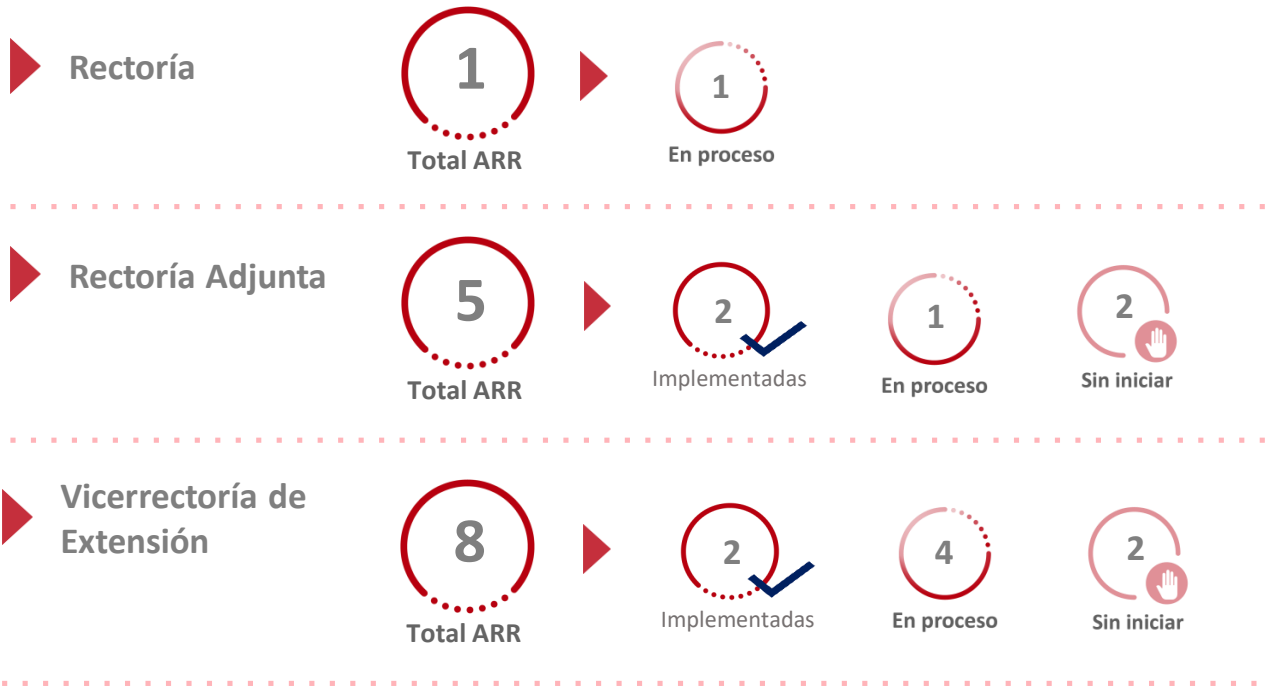 Rectoría
1
Total ARR
1
En proceso
Rectoría Adjunta
5
Total ARR
2
Implementadas
1
En proceso
2
Sin iniciar
Vicerrectoría de
Extensión
8
Total ARR
2
Implementadas
4
En proceso
2
Sin iniciar